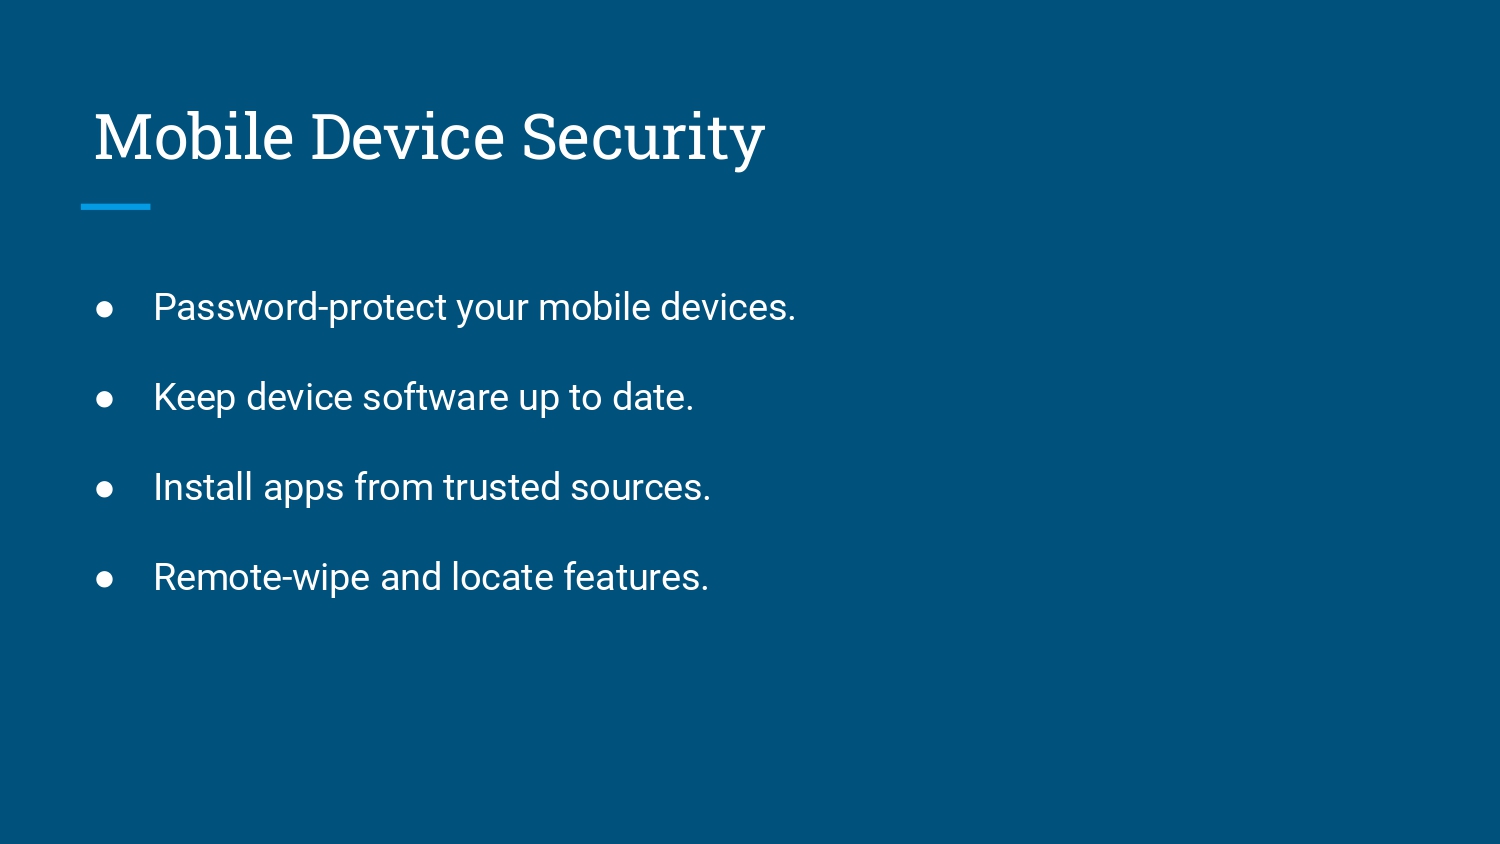 Mobile Device Security
● Password-protect your mobile devices.
● Keep device software up to date.
● Install apps from trusted sources.
● Remote-wipe and locate features.